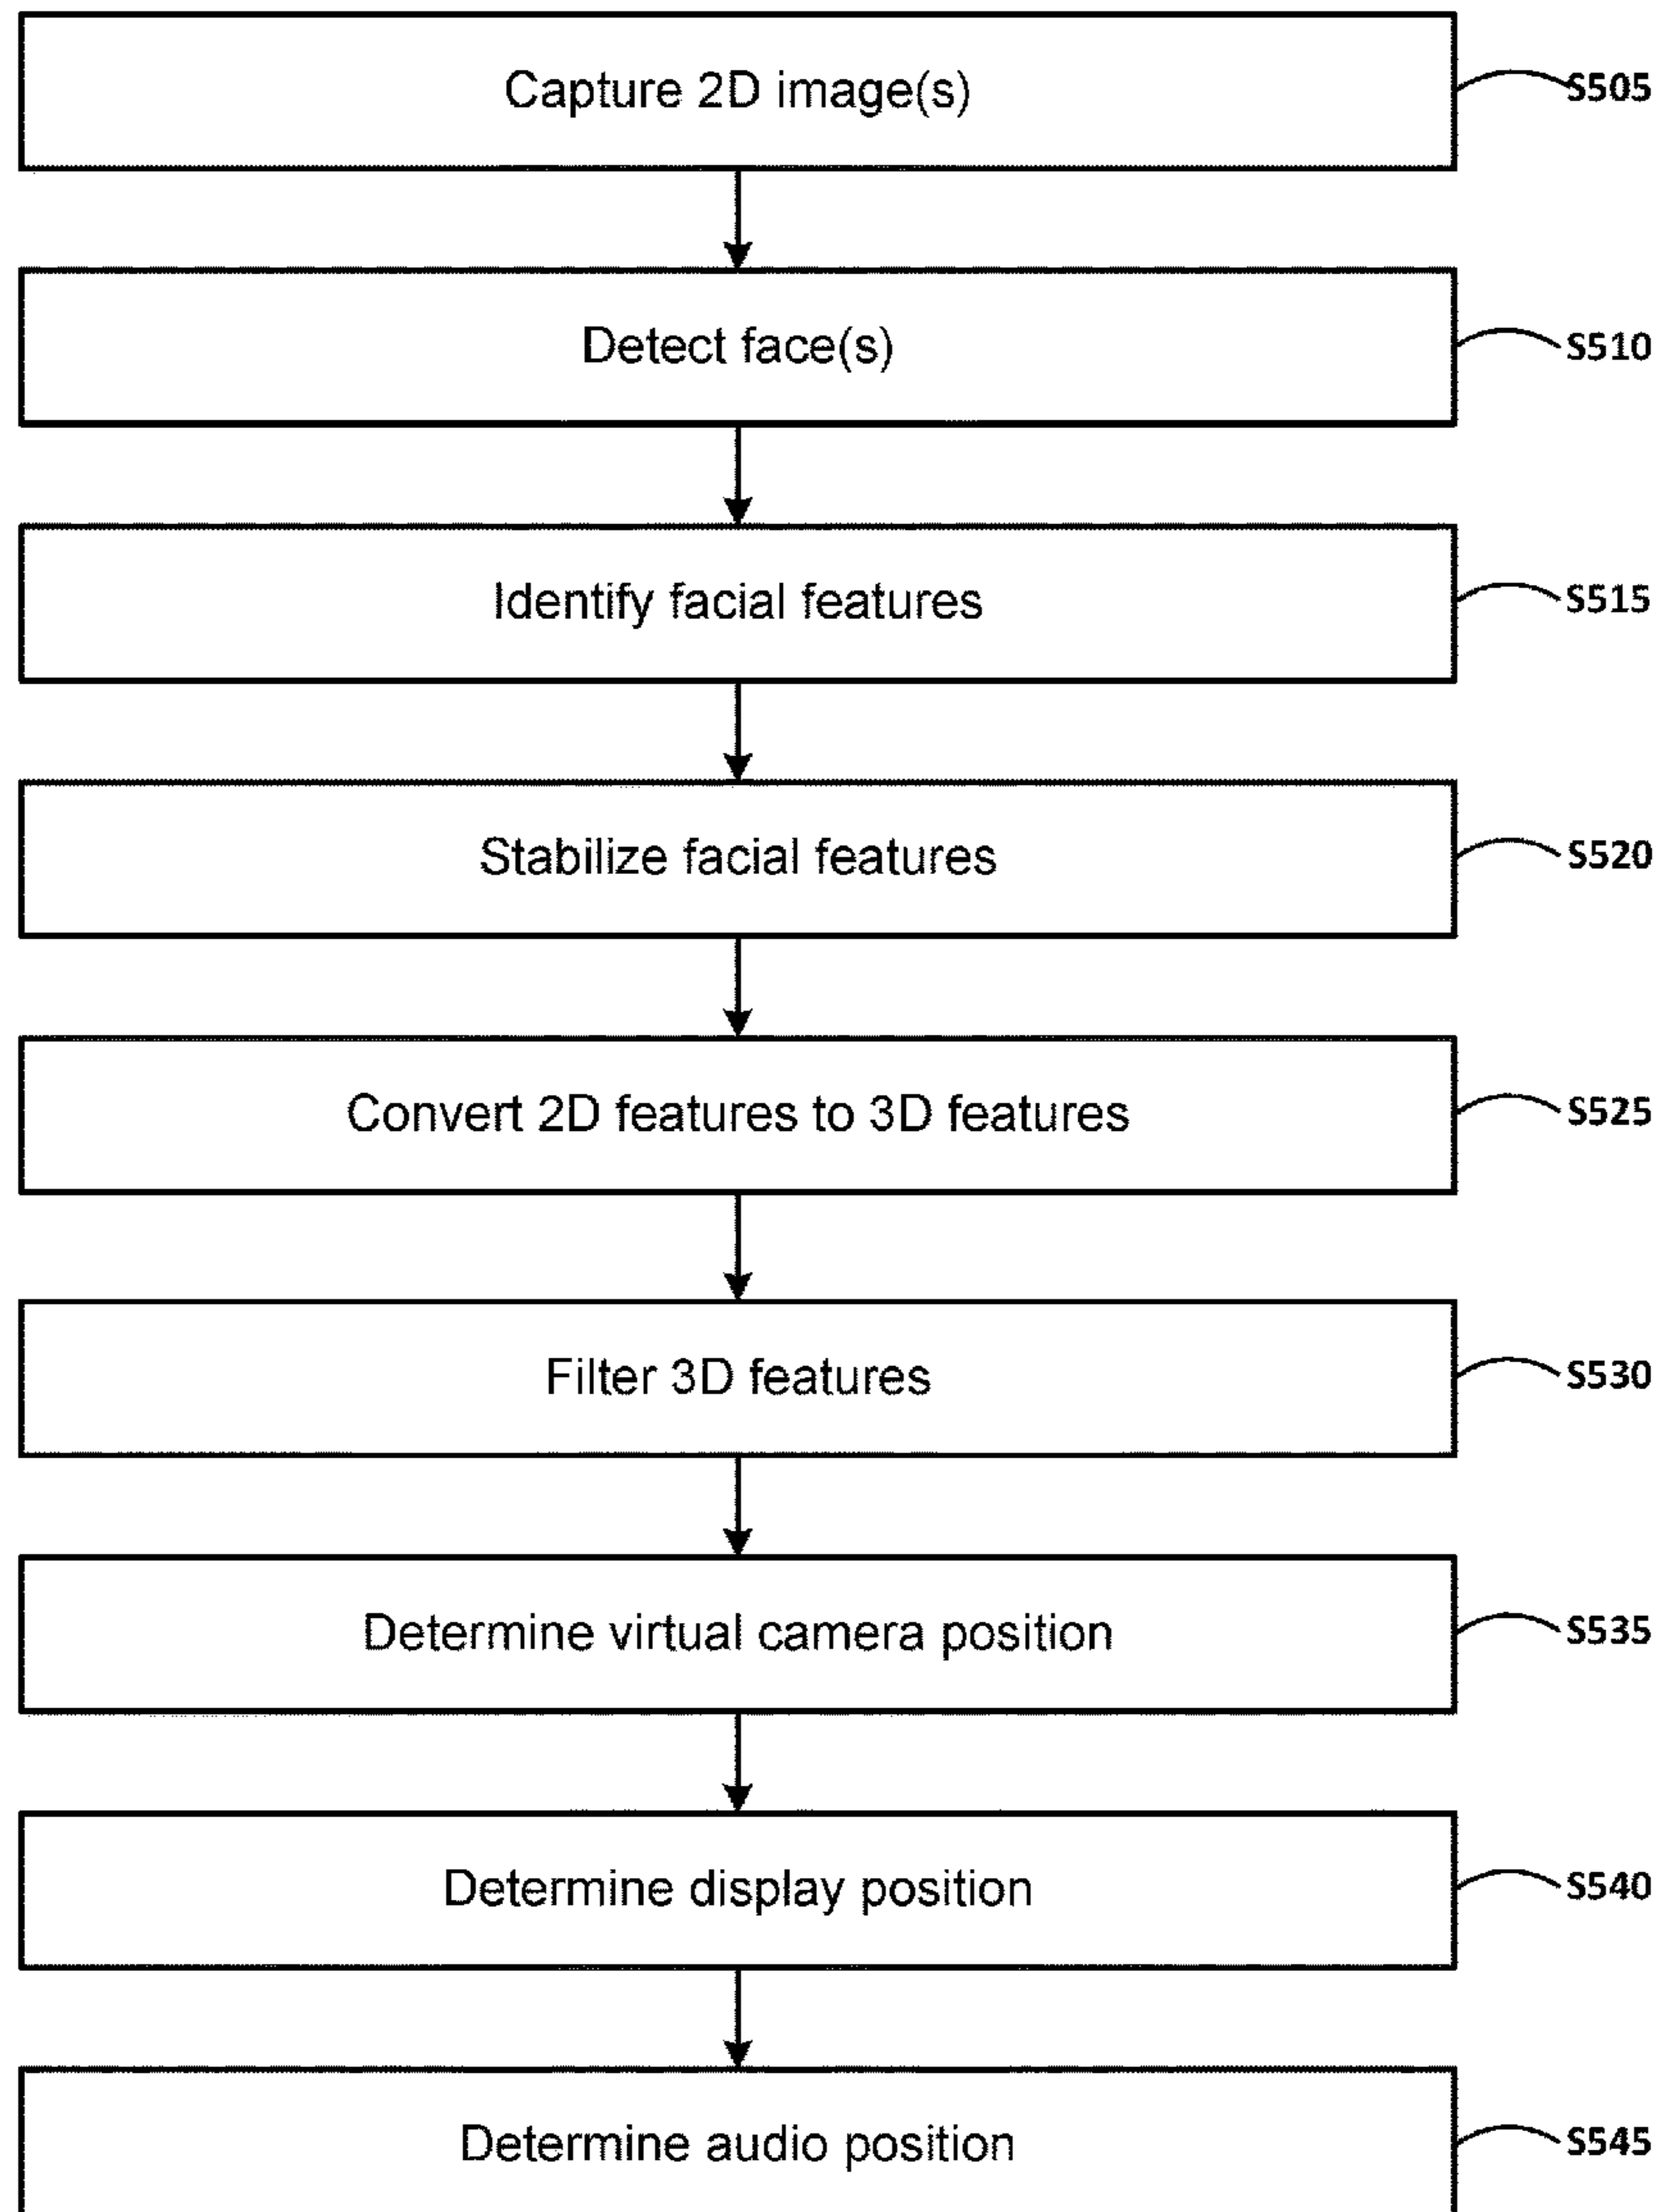 Capture 2D image(s) S505
Detect face(s) S510
Identify facial features S515
Stabilize facial features S520
Convert 2D features to 3D features S525
Filter 3D features S530
Determine virtual camera position S535
Determine display position S540
Determine audio position S545